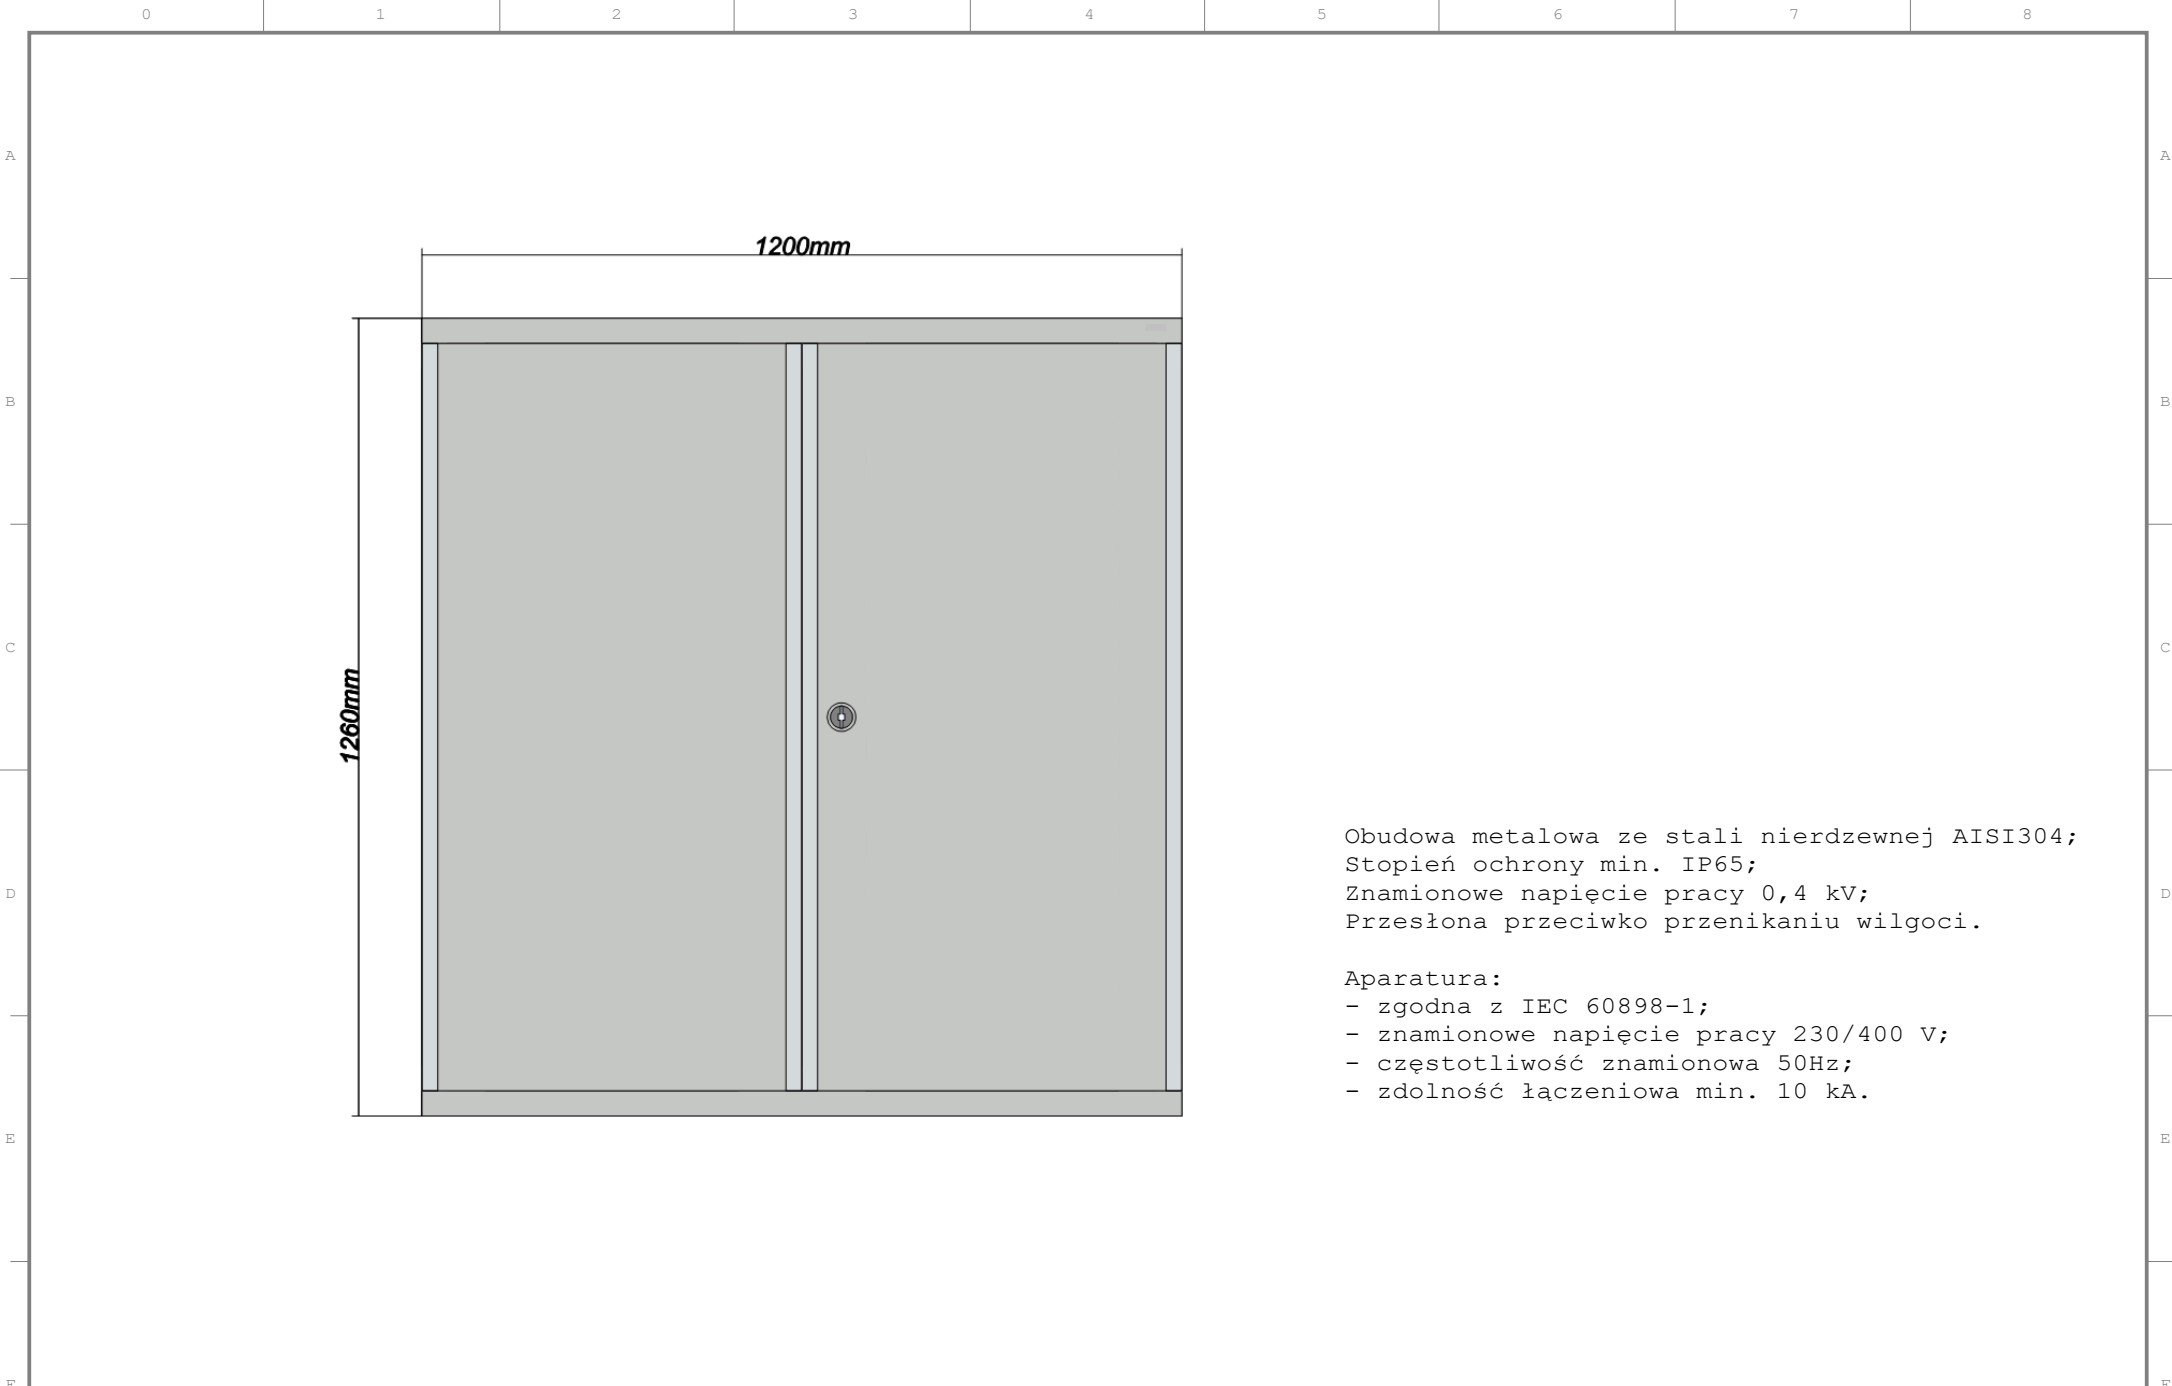 0 1 2 3 4 5 6 7 8
A A
1200mm
B B
C C
1260mm
Obudowa metalowa ze stali nierdzewnej AISI304;
Stopień ochrony min. IP65;
Znamionowe napięcie pracy 0,4 kV;
Przesłona przeciwko przenikaniu wilgoci.
D D
Aparatura:
- zgodna z IEC 60898-1;
- znamionowe napięcie pracy 230/400 V;
- częstotliwość znamionowa 50Hz;
- zdolność łączeniowa min. 10 kA.
E E